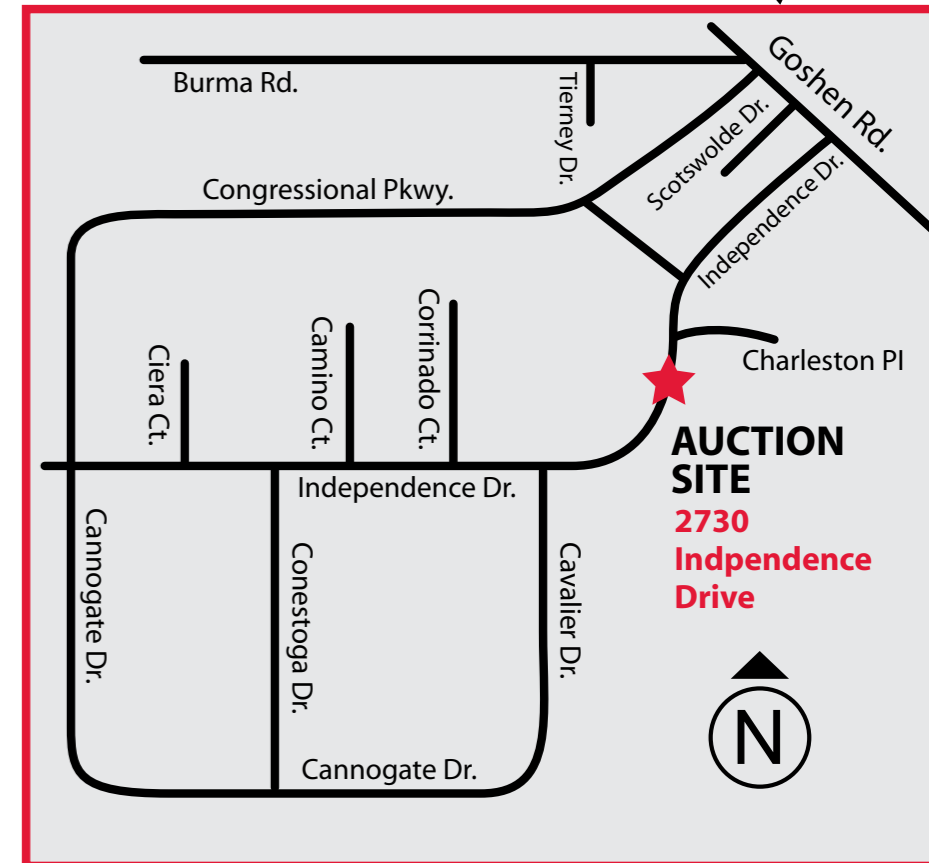 Goshen Rd.
Burma Rd.
Tierney Dr.
Scotswolde Dr.
Independence Dr.
Congressional Pkwy.
Charleston Pl
Corrinado Ct.
Camino Ct.
Ciera Ct.
AUCTION
SITE
2730
Indpendence
Drive
Independence Dr.
Cannogate Dr.
Conestoga Dr.
Cavalier Dr.
Cannogate Dr.
N